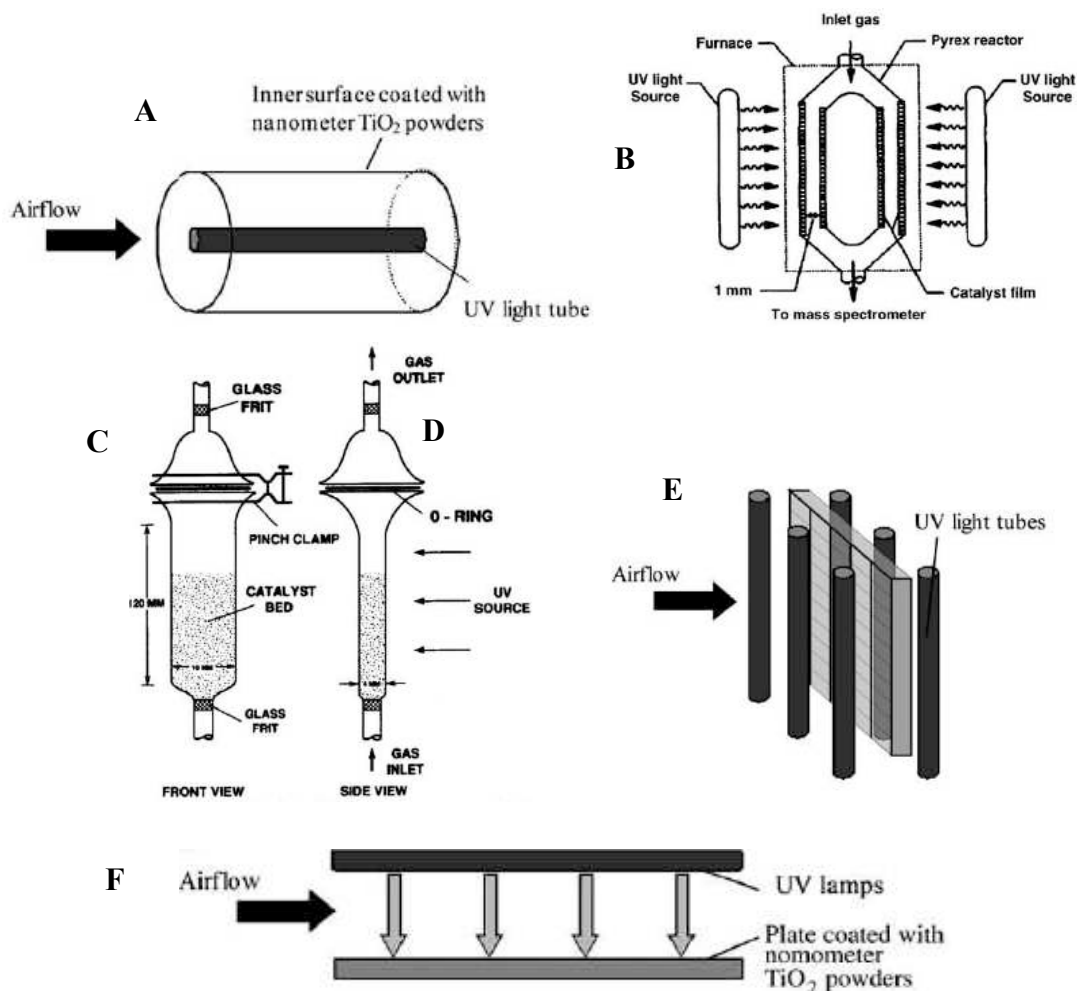 A
Inner surface coated with
nanometer TiO₂ powders
Airflow
UV light tube
B
Inlet gas
Furnace
Pyrex reactor
UV light
Source
UV light
Source
1 mm
Catalyst film
To mass spectrometer
C
GLASS
FRIT
PINCH CLAMP
120 MM
CATALYST
BED
GLASS
FRIT
FRONT VIEW
D
GAS
OUTLET
O - RING
UV
SOURCE
GAS
INLET
SIDE VIEW
E
UV light tubes
Airflow
F
Airflow
UV lamps
Plate coated with
nomometer
TiO₂ powders